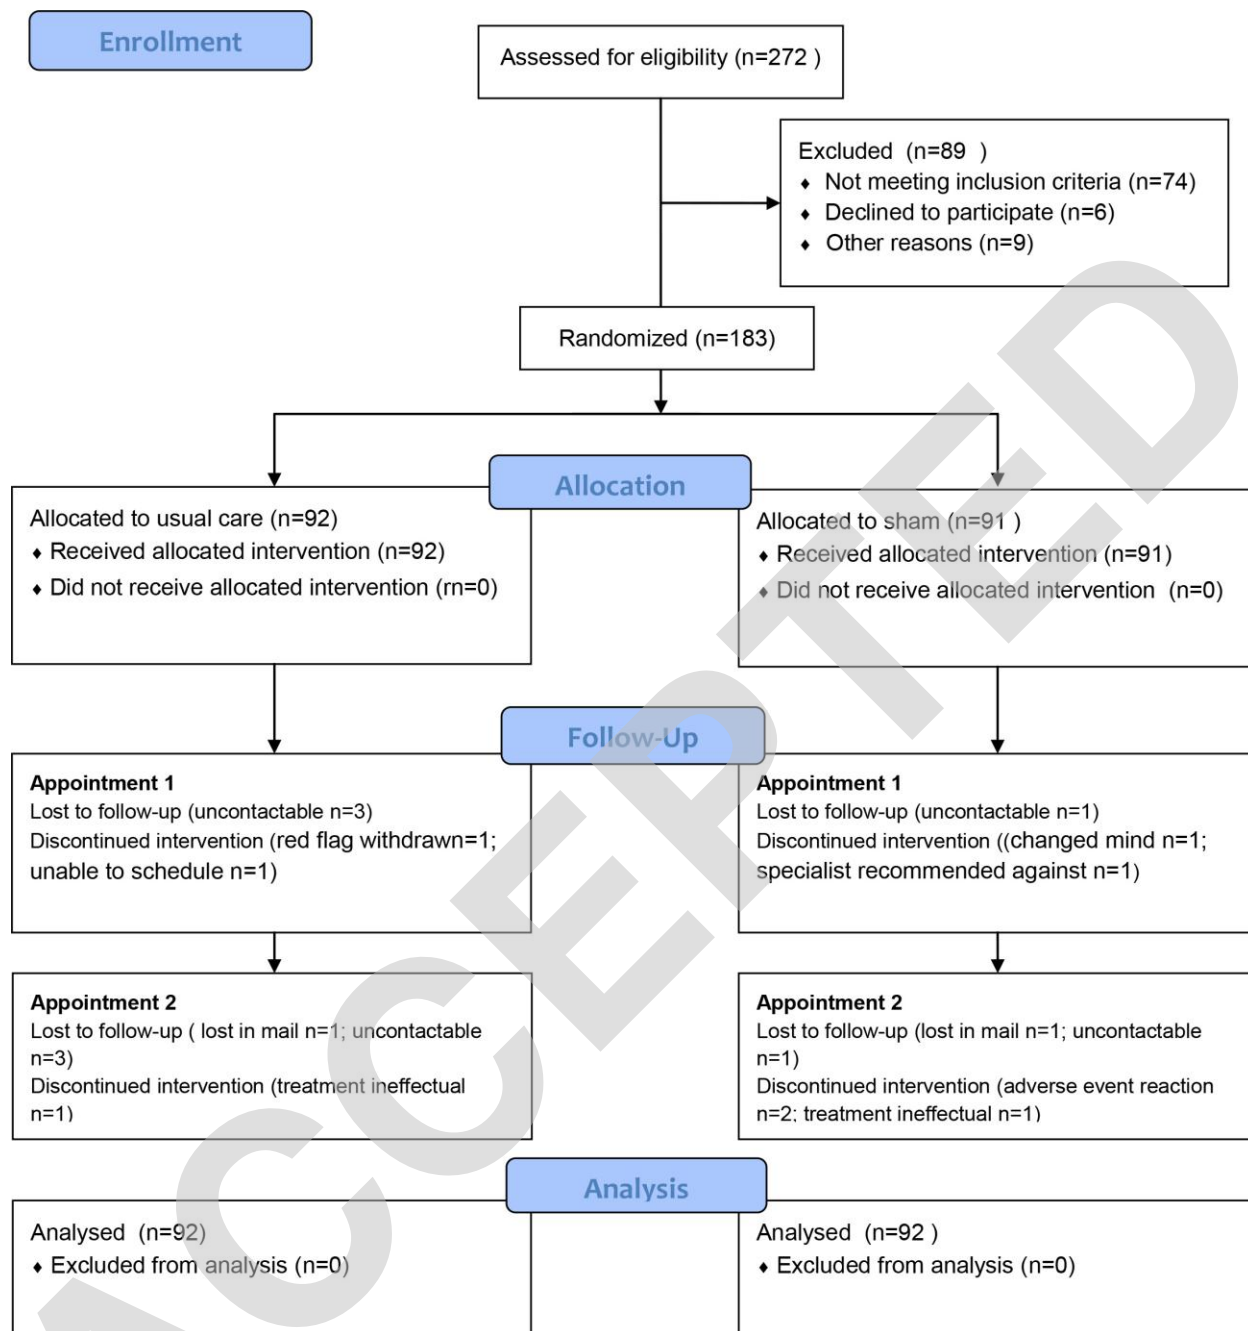 Enrollment
Assessed for eligibility (n=272 )
Excluded (n=89 )
♦ Not meeting inclusion criteria (n=74)
♦ Declined to participate (n=6)
♦ Other reasons (n=9)
Randomized (n=183)
Allocation
Allocated to usual care (n=92)
♦ Received allocated intervention (n=92)
♦ Did not receive allocated intervention (rn=0)
Allocated to sham (n=91 )
♦ Received allocated intervention (n=91)
♦ Did not receive allocated intervention (n=0)
Follow-Up
Appointment 1
Lost to follow-up (uncontactable n=3)
Discontinued intervention (red flag withdrawn=1;
unable to schedule n=1)
Appointment 1
Lost to follow-up (uncontactable n=1)
Discontinued intervention ((changed mind n=1;
specialist recommended against n=1)
Appointment 2
Lost to follow-up ( lost in mail n=1; uncontactable
n=3)
Discontinued intervention (treatment ineffectual
n=1)
Appointment 2
Lost to follow-up (lost in mail n=1; uncontactable
n=1)
Discontinued intervention (adverse event reaction
n=2; treatment ineffectual n=1)
Analysis
Analysed (n=92)
♦ Excluded from analysis (n=0)
Analysed (n=92 )
♦ Excluded from analysis (n=0)
ACCEPTED